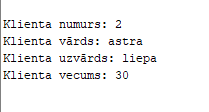 Klienta numurs: 2
Klienta vārds: astra
Klienta uzvārds: liepa
Klienta vecums: 30